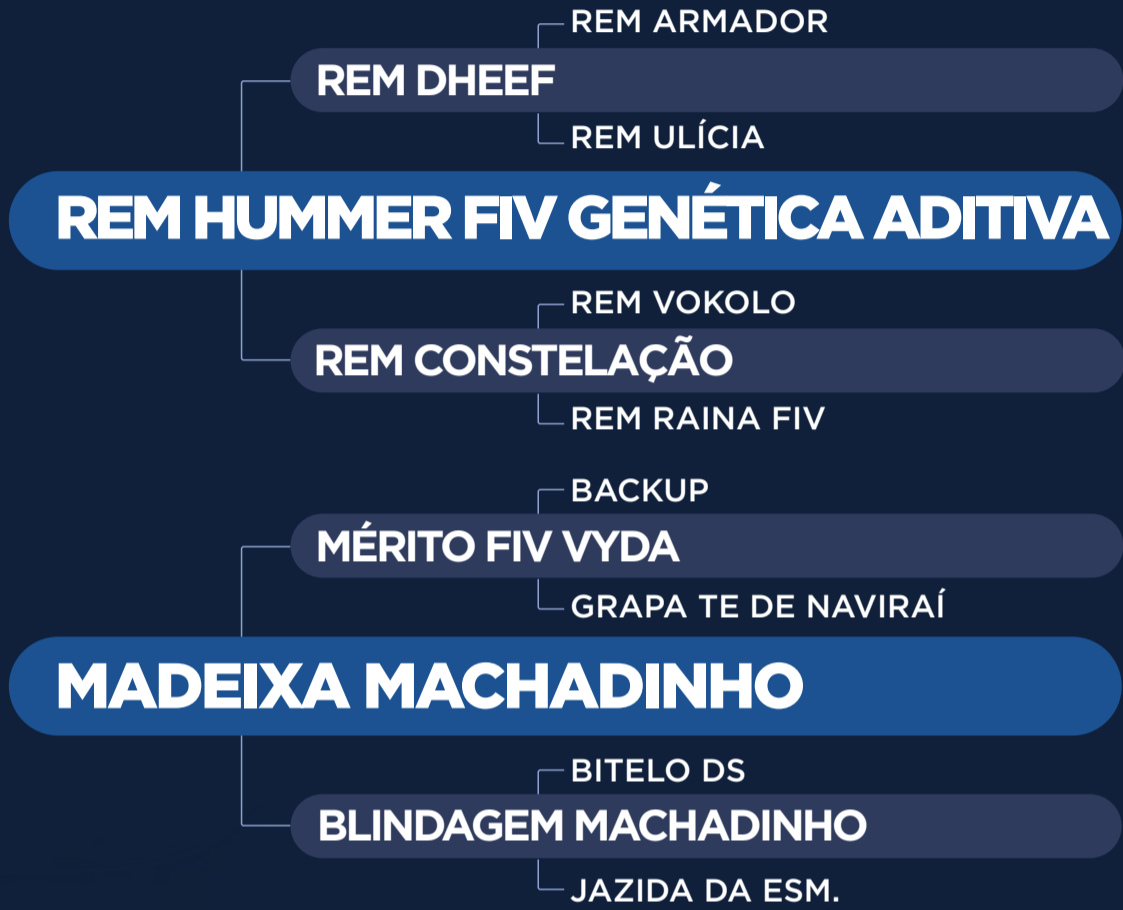 REM ARMADOR
REM DHEEF
REM ULÍCIA
REM HUMMER FIV GENÉTICA ADITIVA
REM VOKOLO
REM CONSTELAÇÃO
REM RAINA FIV
BACKUP
MÉRITO FIV VYDA
GRAPA TE DE NAVIRAÍ
MADEIXA MACHADINHO
BITELO DS
BLINDAGEM MACHADINHO
JAZIDA DA ESM.